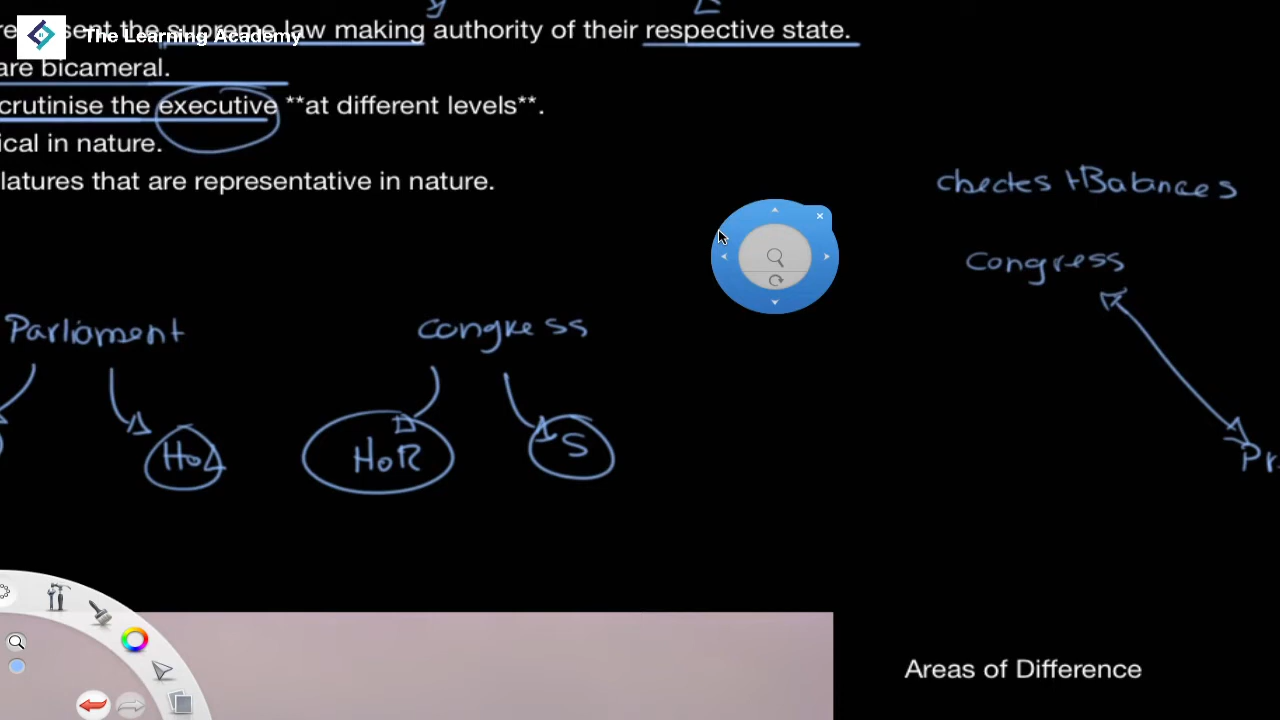 The Learning Academy
represent the supreme law making authority of their respective state.
are bicameral.
crutinise the executive **at different levels**.
ical in nature.
latures that are representative in nature.
checks + Balances
Congress
Parliament
Congress
HoL
HoR
S
Pr
Areas of Difference